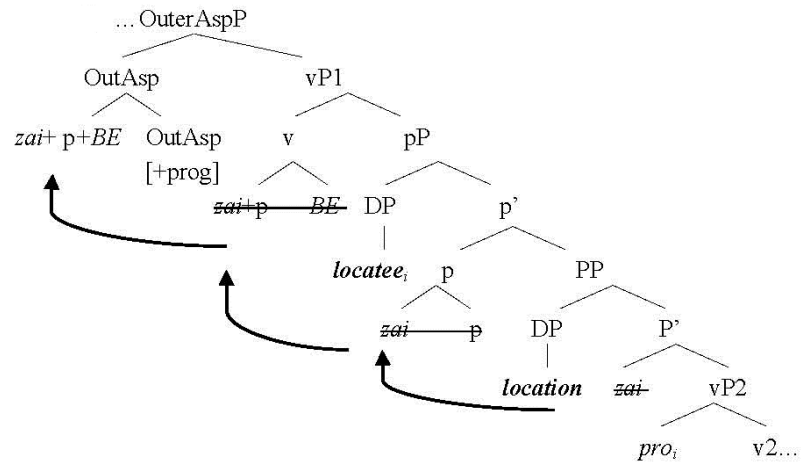 … OuterAspP
OutAsp vP1
zai+ p+BE OutAsp v pP
[+prog]
zai+p BE DP p’
locateeᵢ p PP
zai p DP P’
location zai vP2
proᵢ v2…